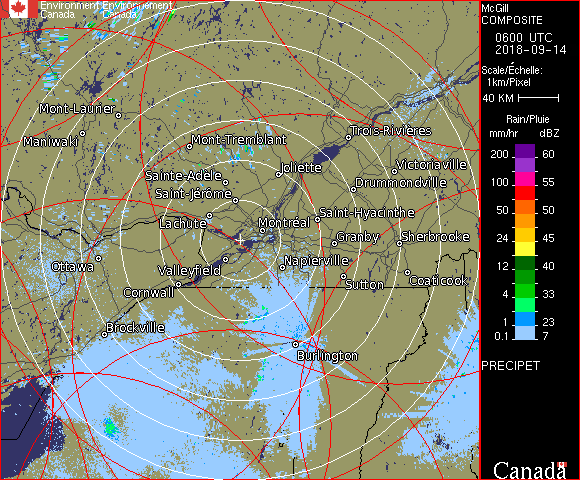 Environment Environnement
Canada Canada
Mont-Laurier
Maniwaki
Mont-Tremblant
Trois-Rivières
Sainte-Adèle
Joliette
Victoriaville
Saint-Jérôme
Drummondville
Lachute
Montréal
Saint-Hyacinthe
Granby
Sherbrooke
Ottawa
Valleyfield
Napierville
Cornwall
Sutton
Coaticook
Brockville
Burlington
McGill
COMPOSITE
0600 UTC
2018-09-14
Scale/Échelle:
1km/Pixel
40 KM
Rain/Pluie
mm/hr dBZ
200 60
100 55
50 50
24 45
12 40
4 33
1 23
0.1 7
PRECIPET
Canada